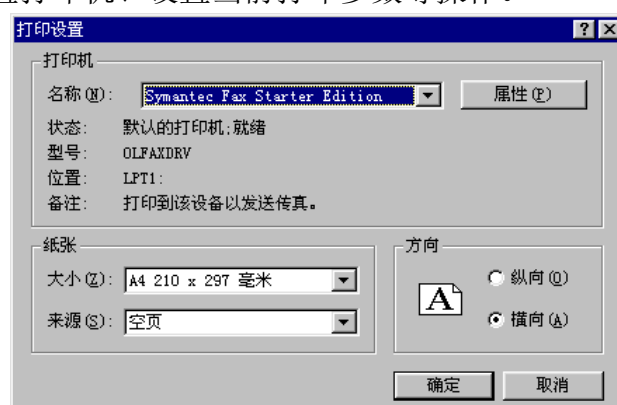 打印设置
打印机
名称(N): Symantec Fax Starter Edition 属性(P)
状态: 默认的打印机;就绪
型号: OLFAXDRV
位置: LPT1:
备注: 打印到该设备以发送传真。
纸张
大小(Z): A4 210 x 297 毫米
来源(S): 空页
方向
A
纵向(O)
横向(A)
确定 取消